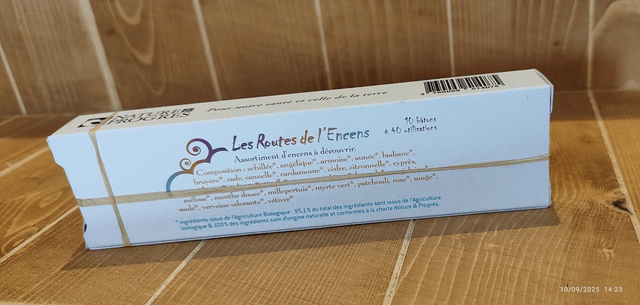 NATURE &
PROGRÈS
Pour notre santé et celle de la terre
Les Routes de l'Encens
10 bâtons
± 40 utilisations
Assortiment d'encens à découvrir.
Composition : achillée*, angélique*, armoise*, aunée*, badiane*,
bruyère*, cade, cannelle*, cardamome*, cèdre, citronnelle*, cyprès,
mélisse*, menthe douce*, millepertuis*, myrte vert*, patchouli, rose*, sauge*,
verveine odorante*, vétiver*
* ingrédients issus de l'Agriculture Biologique - 95,1% du total des ingrédients sont issus de l'Agriculture
biologique & 100% des ingrédients sont d'origine naturelle et conformes à la charte Nature & Progrès.
10/09/2025 14:23